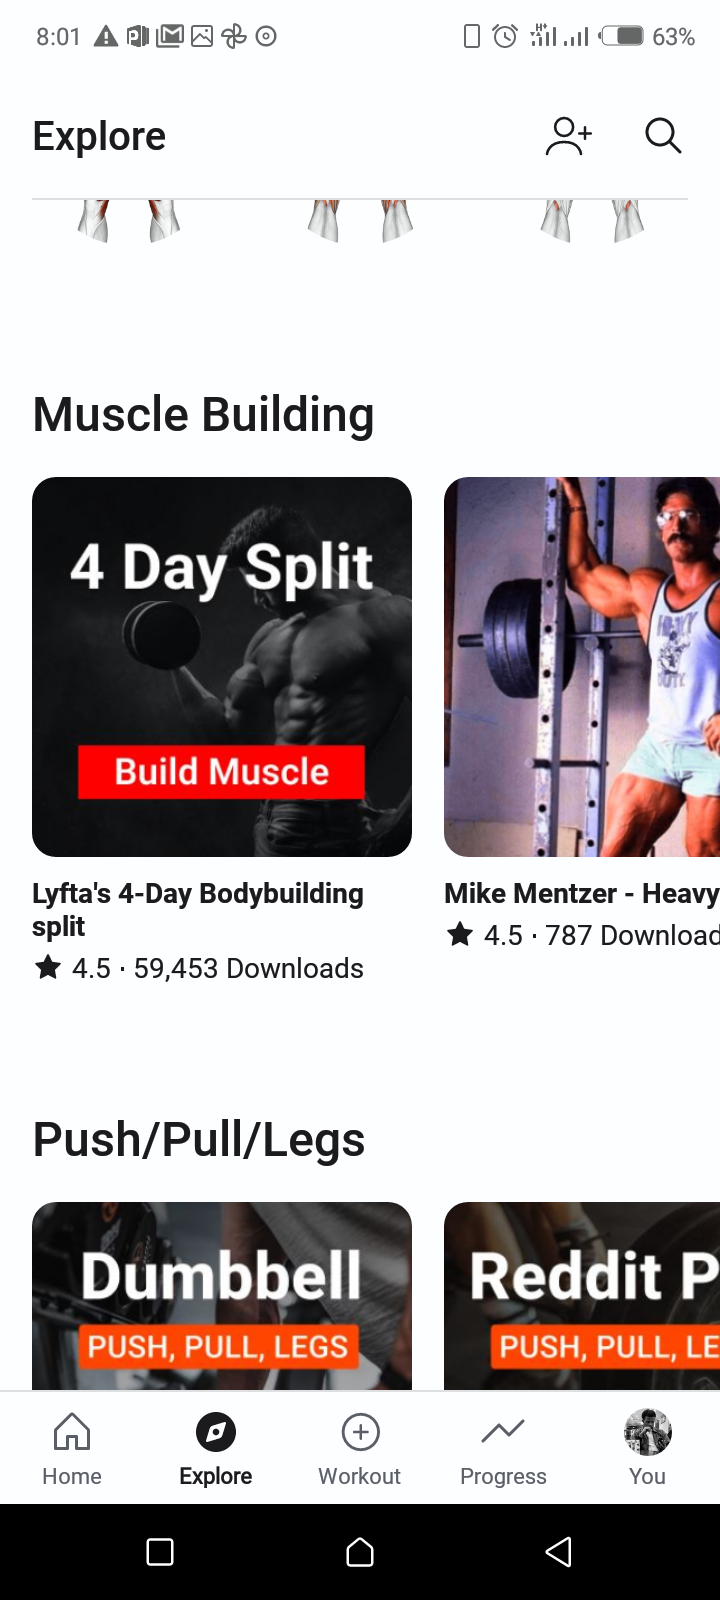 8:01
63%
Explore
Muscle Building
4 Day Split
Build Muscle
Lyfta's 4-Day Bodybuilding
split
4.5 · 59,453 Downloads
HEAVY
DUTY
Mike Mentzer - Heavy
4.5 · 787 Download
Push/Pull/Legs
Dumbbell
PUSH, PULL, LEGS
Reddit P
PUSH, PULL, LE
Home
Explore
Workout
Progress
You